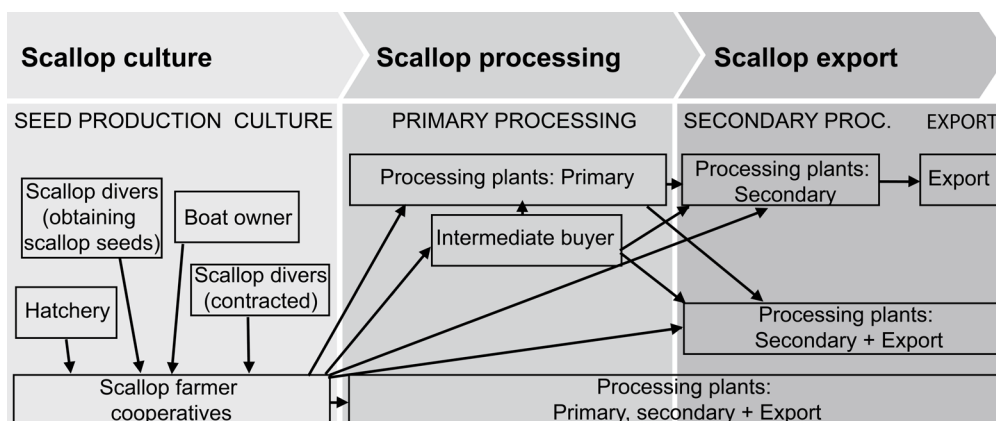 Scallop culture
Scallop processing
Scallop export
SEED PRODUCTION CULTURE
PRIMARY PROCESSING
SECONDARY PROC.
EXPORT
Scallop divers
(obtaining
scallop seeds)
Boat owner
Scallop divers
(contracted)
Hatchery
Scallop farmer
cooperatives
Processing plants: Primary
Intermediate buyer
Processing plants:
Secondary
Export
Processing plants:
Secondary + Export
Processing plants:
Primary, secondary + Export